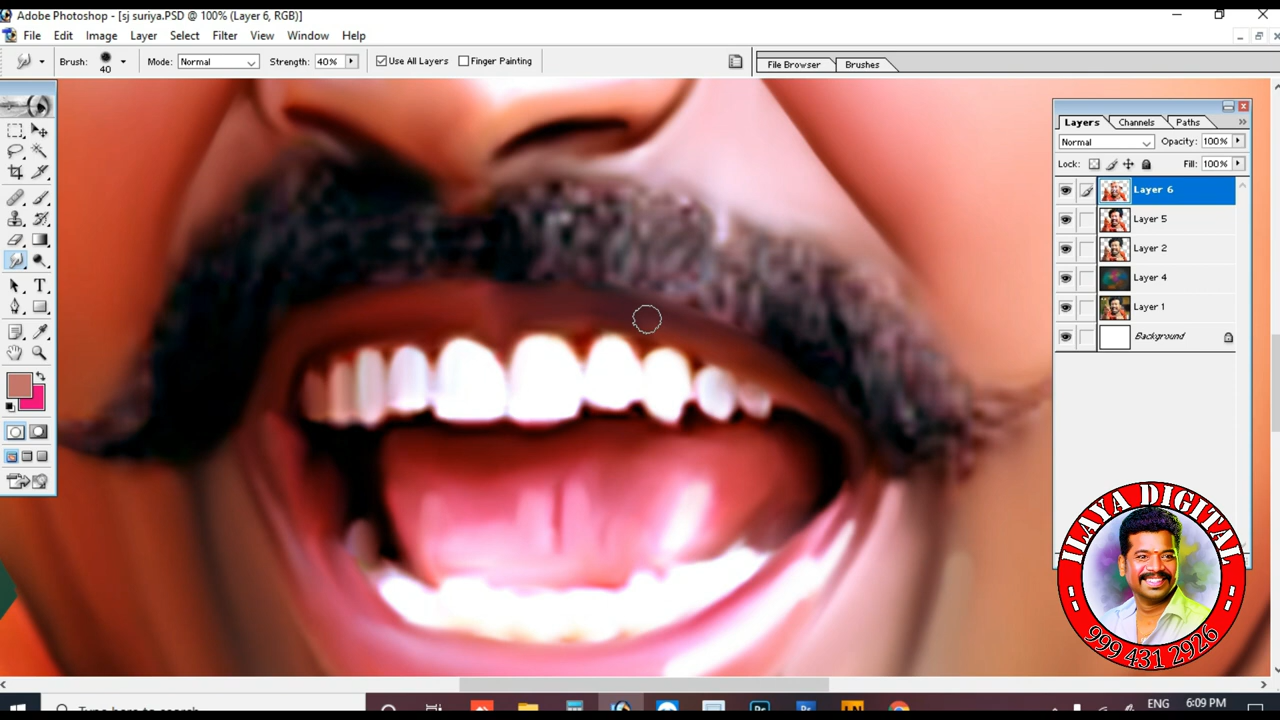 Adobe Photoshop - [sj suriya.PSD @ 100% (Layer 6, RGB)]
File Edit Image Layer Select Filter View Window Help
Brush: 40 Mode: Normal Strength: 40% Use All Layers Finger Painting File Browser Brushes
Layers Channels Paths
Normal Opacity: 100%
Lock: Fill: 100%
Layer 6
Layer 5
Layer 2
Layer 4
Layer 1
Background
ILAYA DIGITAL
999 431 2926
ENG 6:09 PM